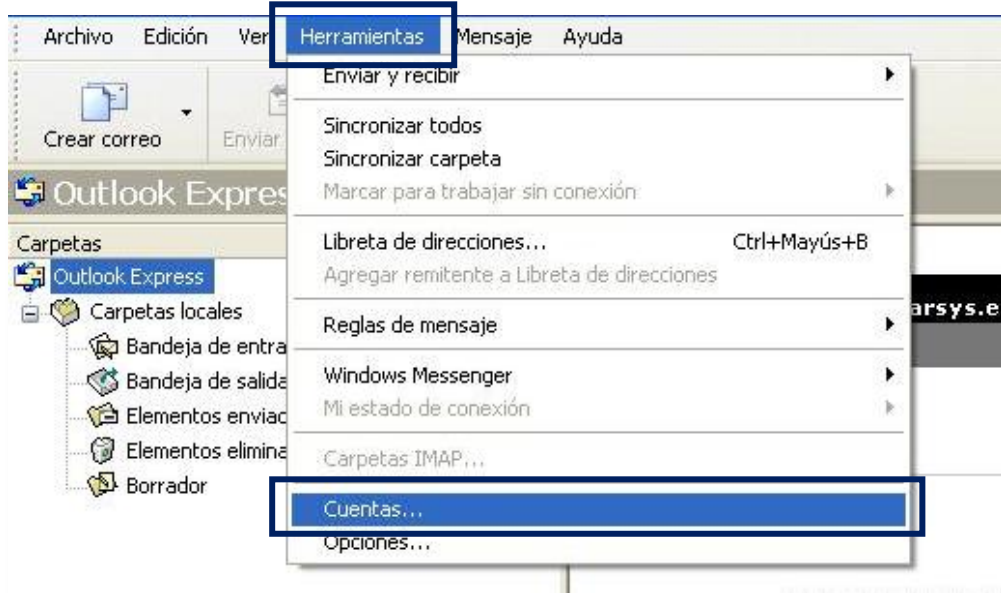 Archivo Edición Ver Herramientas Mensaje Ayuda
Crear correo Enviar
Outlook Expres
Carpetas
Outlook Express
Carpetas locales
Bandeja de entra
Bandeja de salida
Elementos enviac
Elementos elimina
Borrador
Enviar y recibir
Sincronizar todos
Sincronizar carpeta
Marcar para trabajar sin conexión
Libreta de direcciones... Ctrl+Mayús+B
Agregar remitente a Libreta de direcciones
Reglas de mensaje
Windows Messenger
Mi estado de conexión
Carpetas IMAP...
Cuentas...
Opciones...
arsys.e